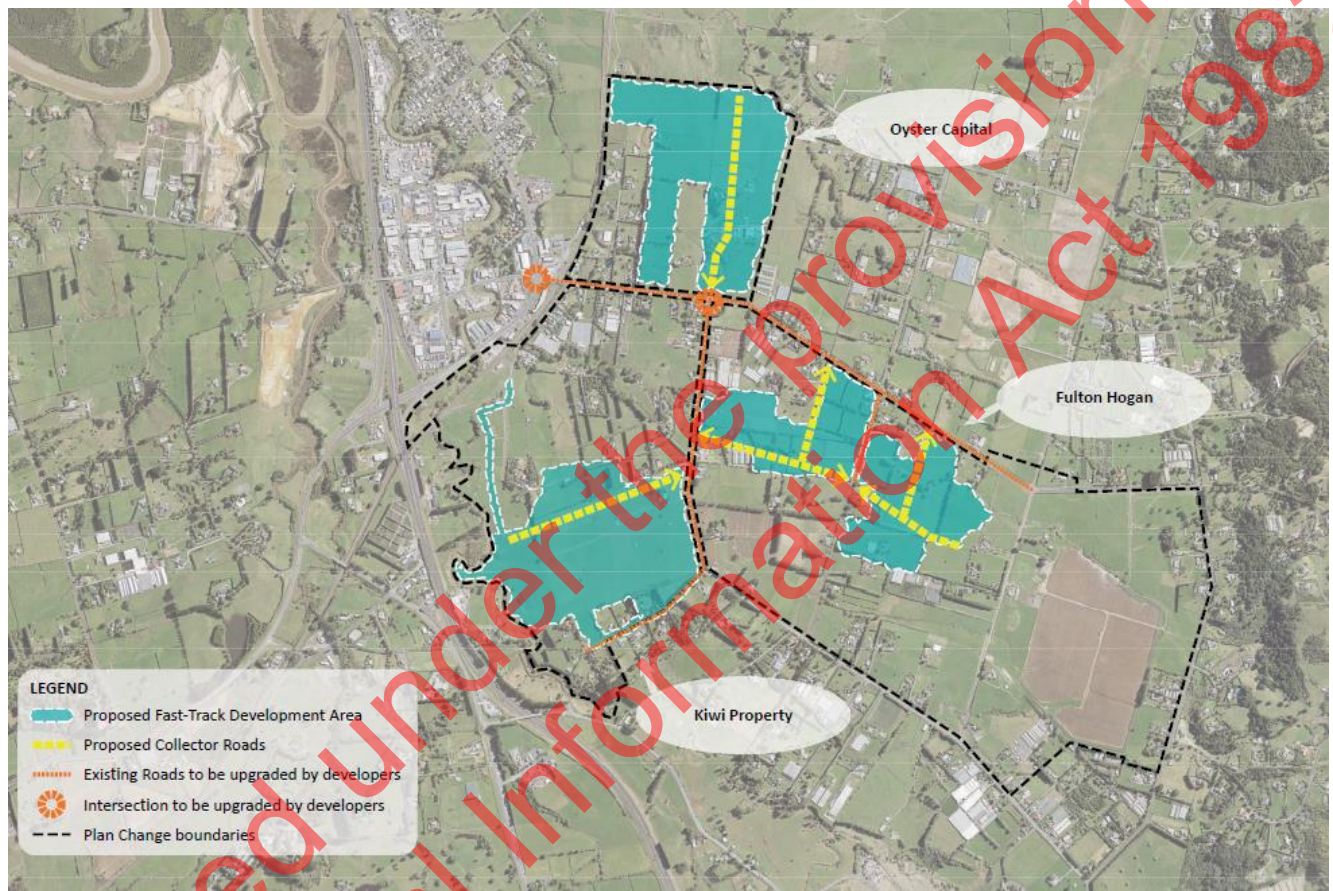 Oyster Capital
Fulton Hogan
Kiwi Property
LEGEND
Proposed Fast-Track Development Area
Proposed Collector Roads
Existing Roads to be upgraded by developers
Intersection to be upgraded by developers
Plan Change boundaries
under the provision
Information Act 198